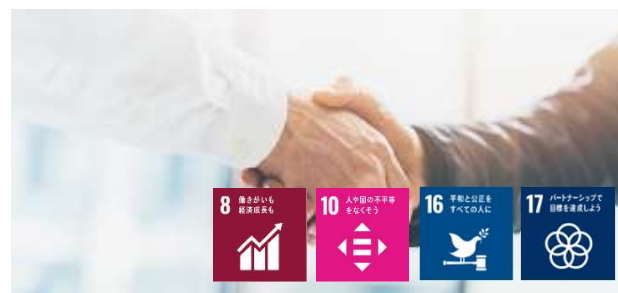 8 働きがいも
経済成長も
10 人や国の不平等
をなくそう
16 平和と公正を
すべての人に
17 パートナーシップで
目標を達成しよう